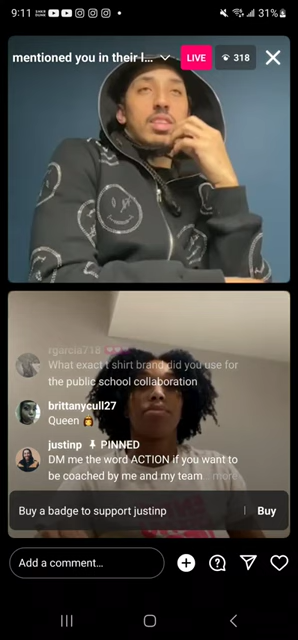 9:11
31%
mentioned you in their l...
LIVE
318
rgarcia718
What exact t shirt brand did you use for
the public school collaboration
brittanycull27
Queen
justinp PINNED
DM me the word ACTION if you want to
be coached by me and my team... more
Buy a badge to support justinp
Buy
Add a comment...